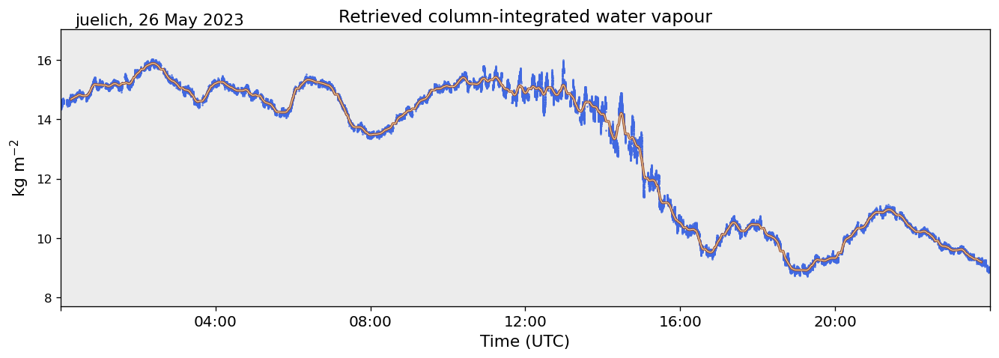 juelich, 26 May 2023
Retrieved column-integrated water vapour
16
14
12
10
8
kg m⁻²
04:00 08:00 12:00 16:00 20:00
Time (UTC)